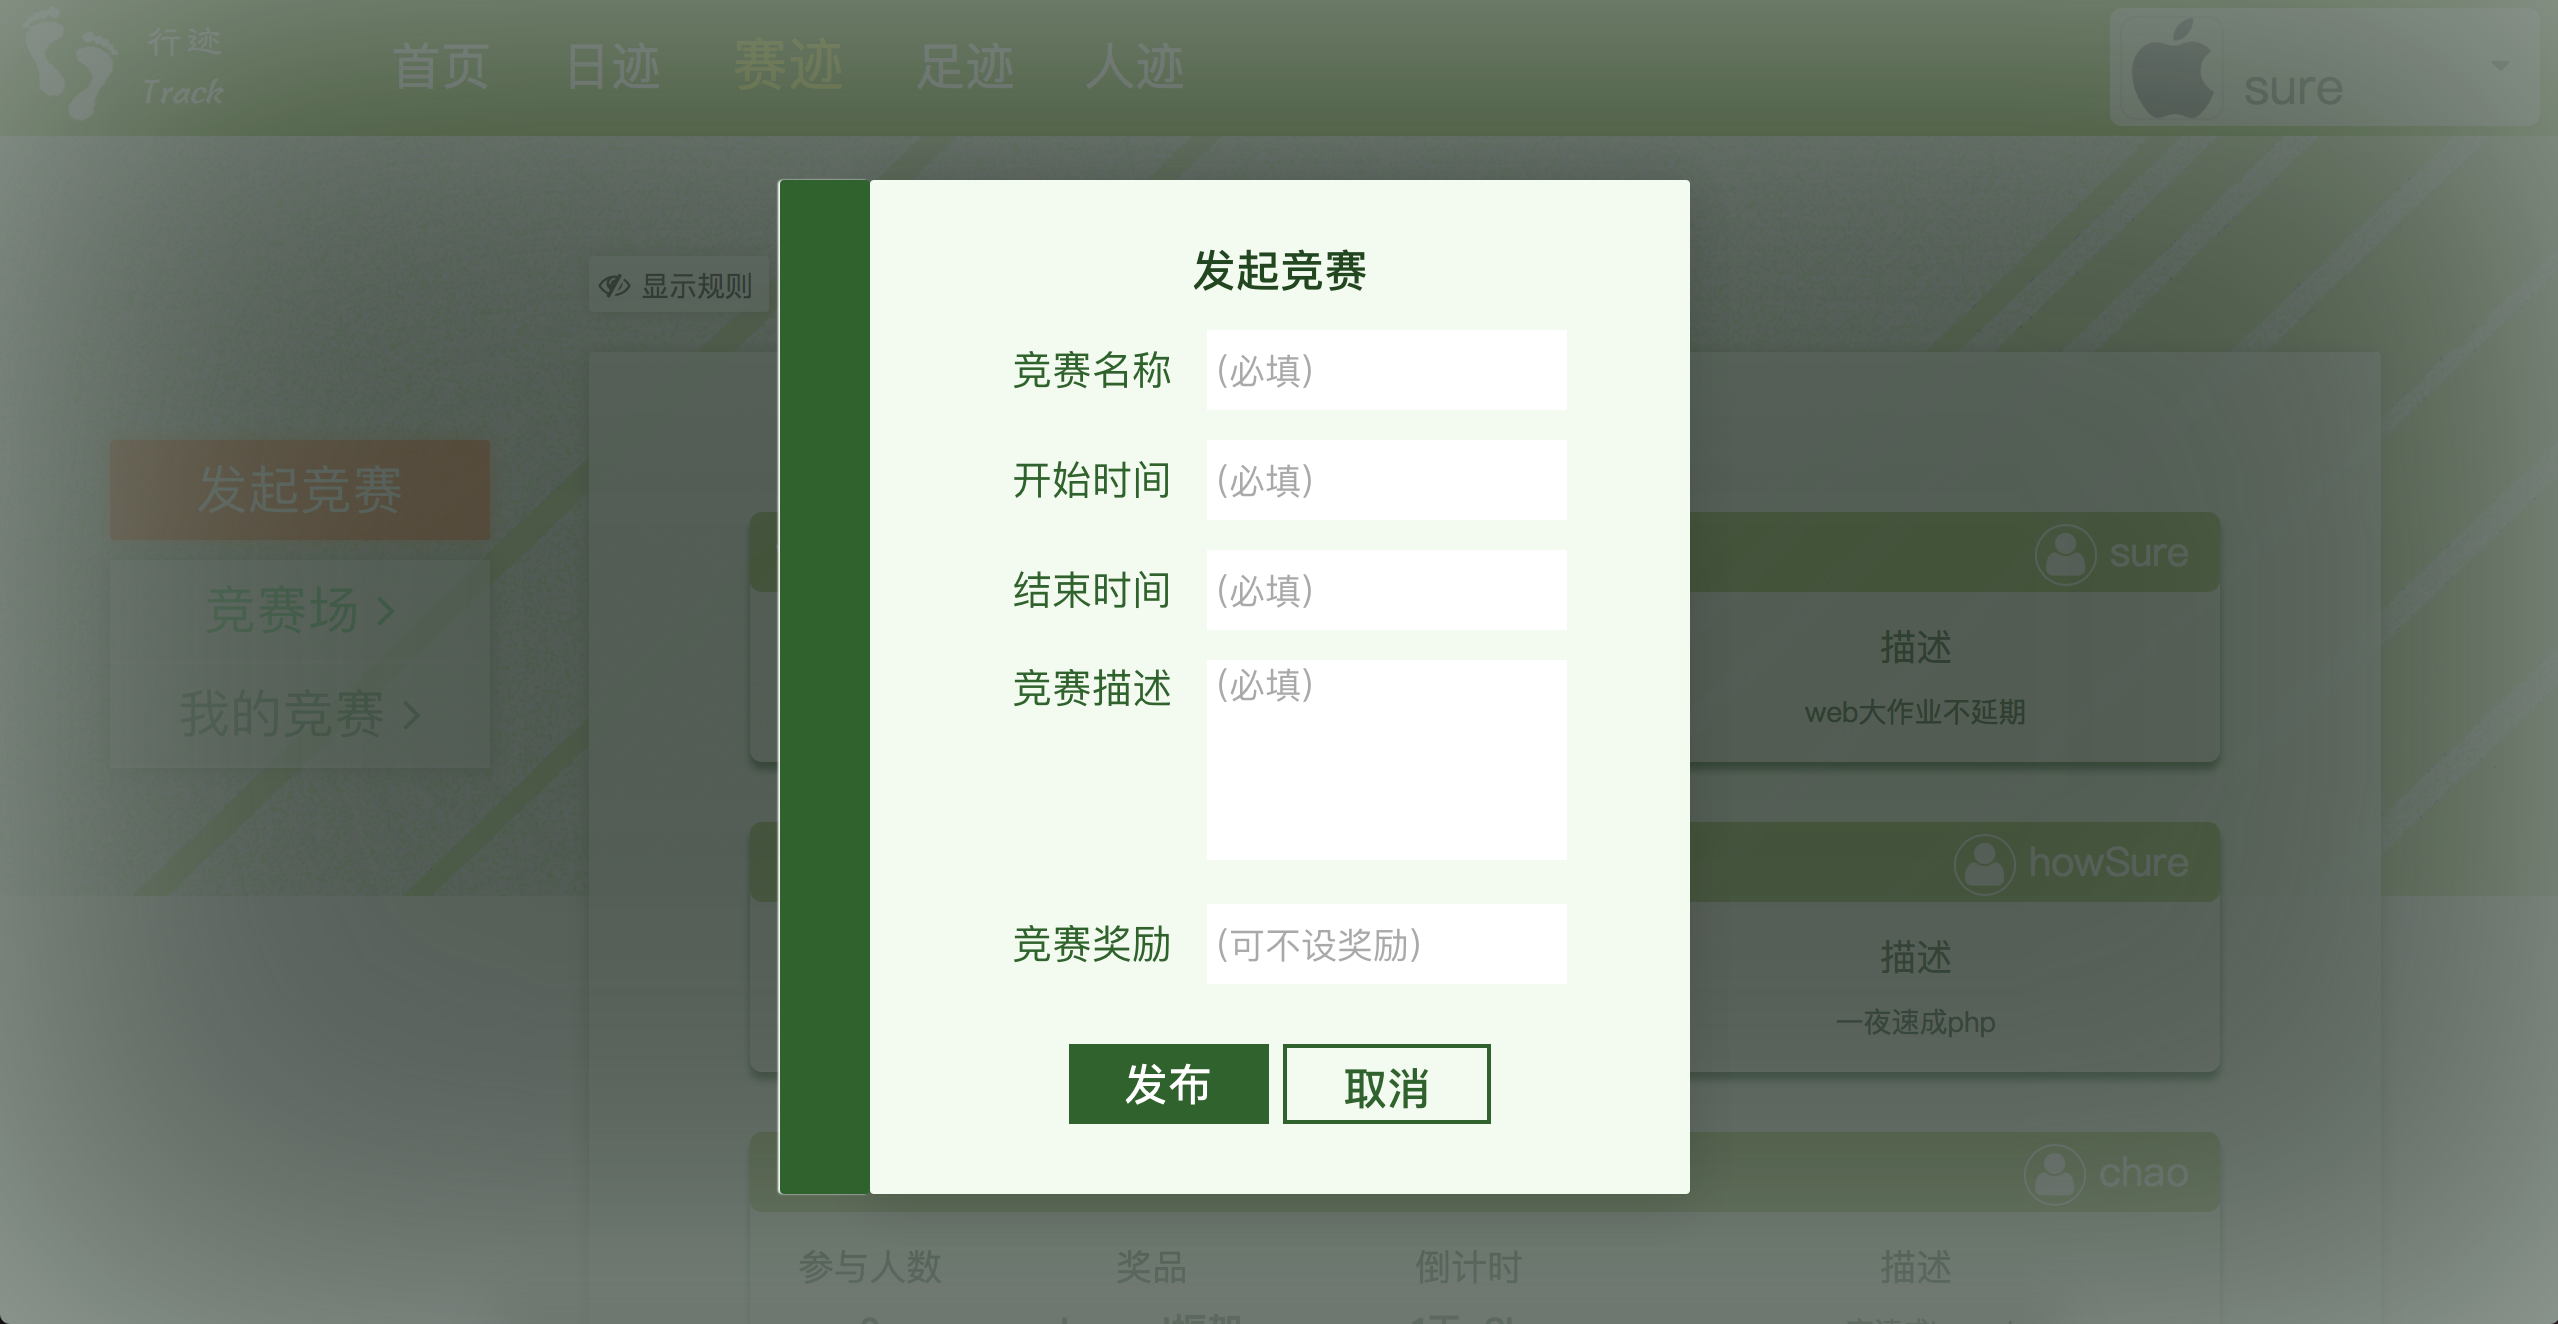 行迹
Track
首页 日迹 赛迹 足迹 人迹
sure
显示规则
发起竞赛
竞赛场
我的竞赛
发起竞赛
竞赛名称 (必填)
开始时间 (必填)
结束时间 (必填)
竞赛描述 (必填)
竞赛奖励 (可不设奖励)
发布 取消
sure
描述
web大作业不延期
howSure
描述
一夜速成php
chao
参与人数 奖品 倒计时 描述